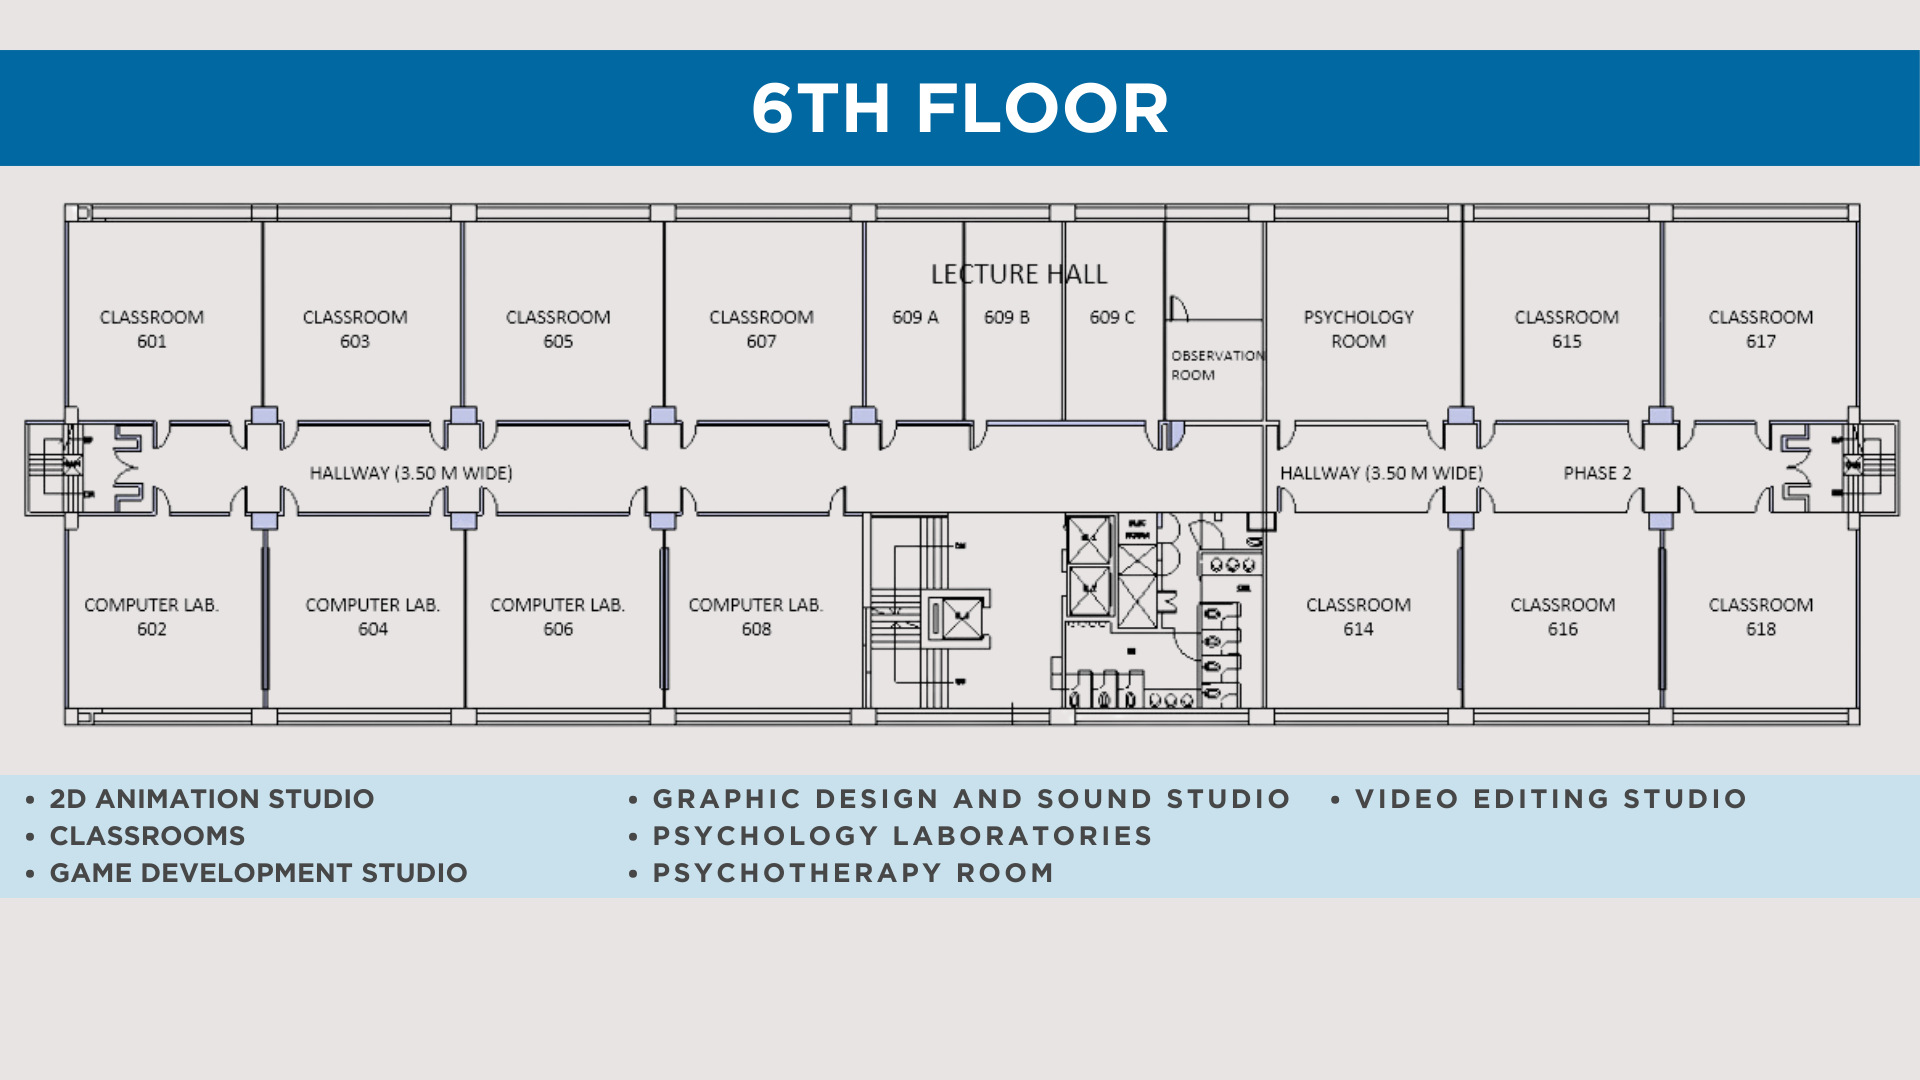 6TH FLOOR
LECTURE HALL
CLASSROOM
601
CLASSROOM
603
CLASSROOM
605
CLASSROOM
607
609 A
609 B
609 C
OBSERVATION
ROOM
PSYCHOLOGY
ROOM
CLASSROOM
615
CLASSROOM
617
HALLWAY (3.50 M WIDE)
HALLWAY (3.50 M WIDE)
PHASE 2
COMPUTER LAB.
602
COMPUTER LAB.
604
COMPUTER LAB.
606
COMPUTER LAB.
608
CLASSROOM
614
CLASSROOM
616
CLASSROOM
618
• 2D ANIMATION STUDIO
• CLASSROOMS
• GAME DEVELOPMENT STUDIO
• GRAPHIC DESIGN AND SOUND STUDIO
• PSYCHOLOGY LABORATORIES
• PSYCHOTHERAPY ROOM
• VIDEO EDITING STUDIO